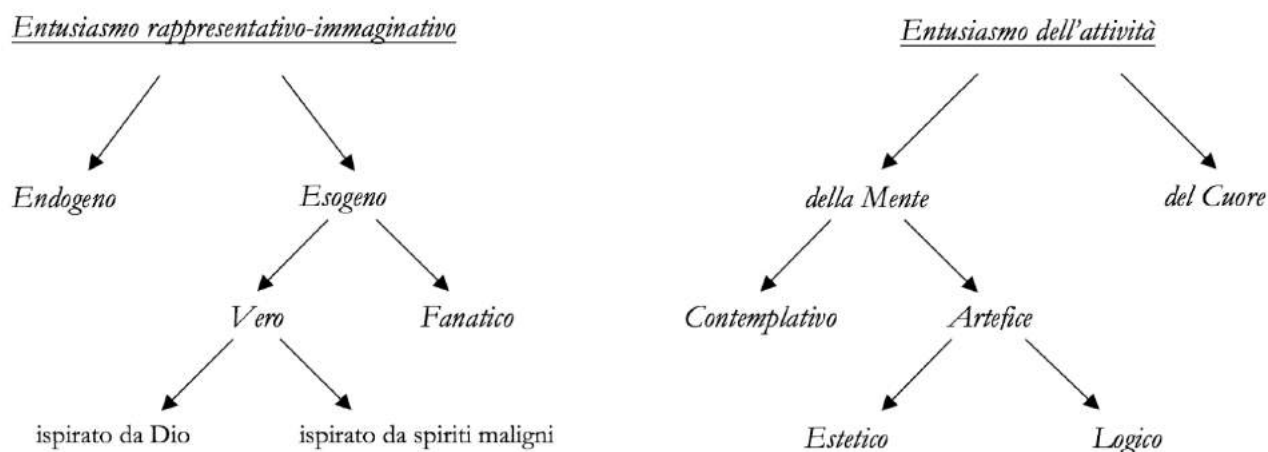 Entusiasmo rappresentativo-immaginativo
Entusiasmo dell'attività
Endogeno
Esogeno
della Mente
del Cuore
Vero
Fanatico
Contemplativo
Artefice
ispirato da Dio
ispirato da spiriti maligni
Estetico
Logico